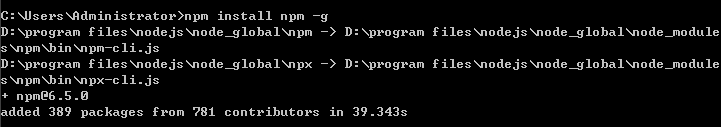 C:\Users\Administrator>npm install npm -g
D:\program files\nodejs\node_global\npm -> D:\program files\nodejs\node_global\node_module
s\npm\bin\npm-cli.js
D:\program files\nodejs\node_global\npx -> D:\program files\nodejs\node_global\node_module
s\npm\bin\npx-cli.js
+ npm@6.5.0
added 389 packages from 781 contributors in 39.343s